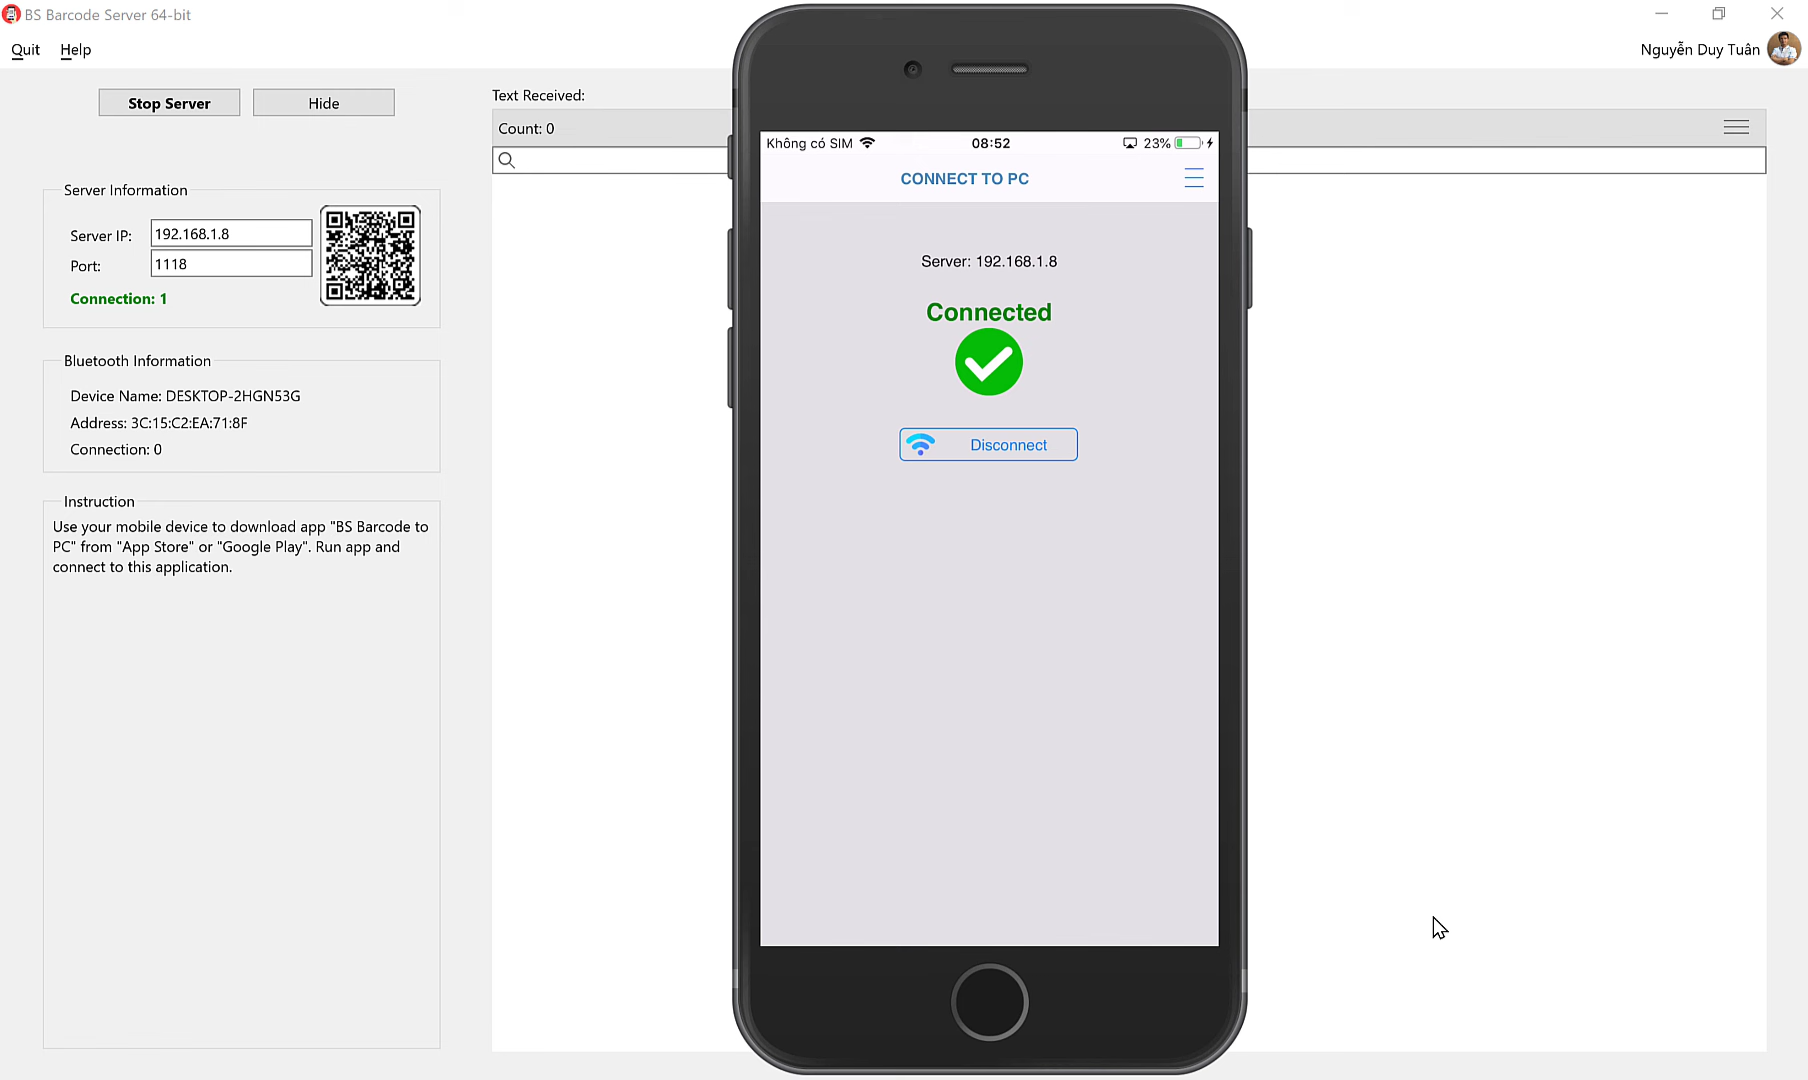 BS Barcode Server 64-bit
Quit Help
Nguyễn Duy Tuân
Stop Server
Hide
Server Information
Server IP: 192.168.1.8
Port: 1118
Connection: 1
Bluetooth Information
Device Name: DESKTOP-2HGN53G
Address: 3C:15:C2:EA:71:8F
Connection: 0
Instruction
Use your mobile device to download app "BS Barcode to
PC" from "App Store" or "Google Play". Run app and
connect to this application.
Text Received:
Count: 0
Không có SIM 08:52 23%
CONNECT TO PC
Server: 192.168.1.8
Connected
Disconnect